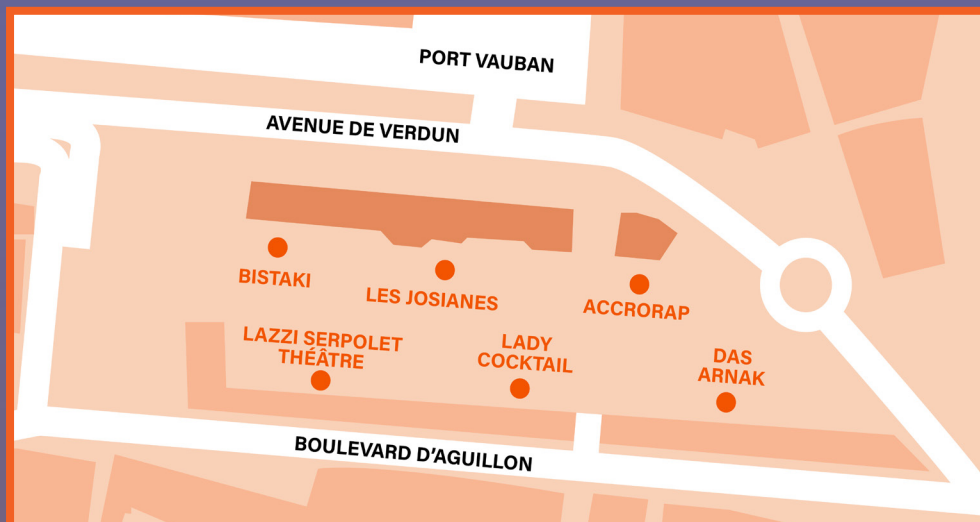 PORT VAUBAN
AVENUE DE VERDUN
BISTAKI
LES JOSIANES
ACCRORAP
LAZZI SERPOLET
THÉÂTRE
LADY
COCKTAIL
DAS
ARNAK
BOULEVARD D'AGUILLON